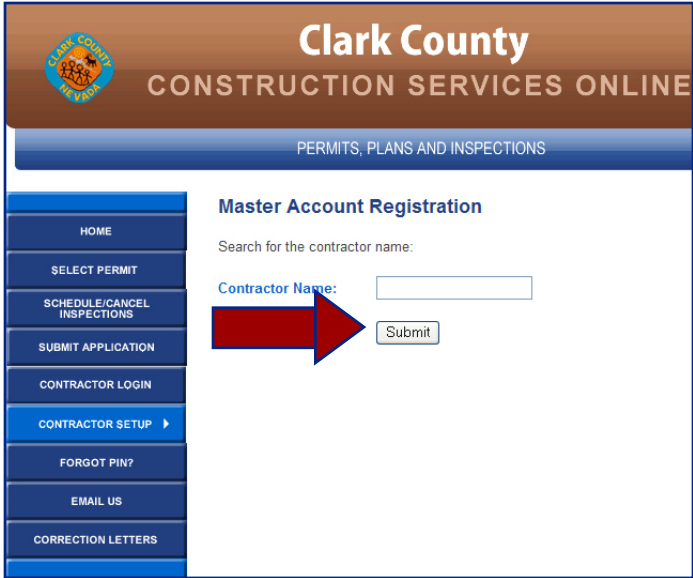 CLARK COUNTY
NEVADA
Clark County
CONSTRUCTION SERVICES ONLINE
PERMITS, PLANS AND INSPECTIONS
HOME
SELECT PERMIT
SCHEDULE/CANCEL
INSPECTIONS
SUBMIT APPLICATION
CONTRACTOR LOGIN
CONTRACTOR SETUP
FORGOT PIN?
EMAIL US
CORRECTION LETTERS
Master Account Registration
Search for the contractor name:
Contractor Name:
Submit